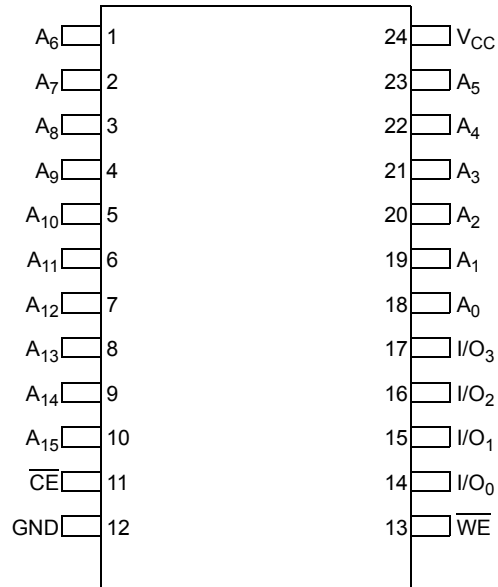 A6 1 24 VCC
A7 2 23 A5
A8 3 22 A4
A9 4 21 A3
A10 5 20 A2
A11 6 19 A1
A12 7 18 A0
A13 8 17 I/O3
A14 9 16 I/O2
A15 10 15 I/O1
C̅E̅ 11 14 I/O0
GND 12 13 W̅E̅